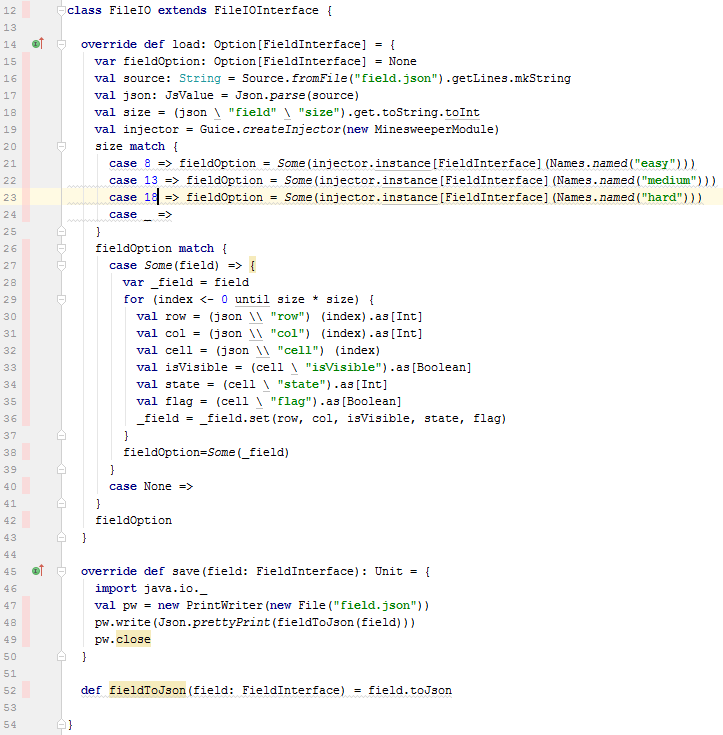 12 class FileIO extends FileIOInterface {
13
14 override def load: Option[FieldInterface] = {
15 var fieldOption: Option[FieldInterface] = None
16 val source: String = Source.fromFile("field.json").getLines.mkString
17 val json: JsValue = Json.parse(source)
18 val size = (json \ "field" \ "size").get.toString.toInt
19 val injector = Guice.createInjector(new MinesweeperModule)
20 size match {
21 case 8 => fieldOption = Some(injector.instance[FieldInterface](Names.named("easy")))
22 case 13 => fieldOption = Some(injector.instance[FieldInterface](Names.named("medium")))
23 case 18 => fieldOption = Some(injector.instance[FieldInterface](Names.named("hard")))
24 case _ =>
25 }
26 fieldOption match {
27 case Some(field) => {
28 var _field = field
29 for (index <- 0 until size * size) {
30 val row = (json \\ "row") (index).as[Int]
31 val col = (json \\ "col") (index).as[Int]
32 val cell = (json \\ "cell") (index)
33 val isVisible = (cell \ "isVisible").as[Boolean]
34 val state = (cell \ "state").as[Int]
35 val flag = (cell \ "flag").as[Boolean]
36 _field = _field.set(row, col, isVisible, state, flag)
37 }
38 fieldOption=Some(_field)
39 }
40 case None =>
41 }
42 fieldOption
43 }
44
45 override def save(field: FieldInterface): Unit = {
46 import java.io._
47 val pw = new PrintWriter(new File("field.json"))
48 pw.write(Json.prettyPrint(fieldToJson(field)))
49 pw.close
50 }
51
52 def fieldToJson(field: FieldInterface) = field.toJson
53
54 }